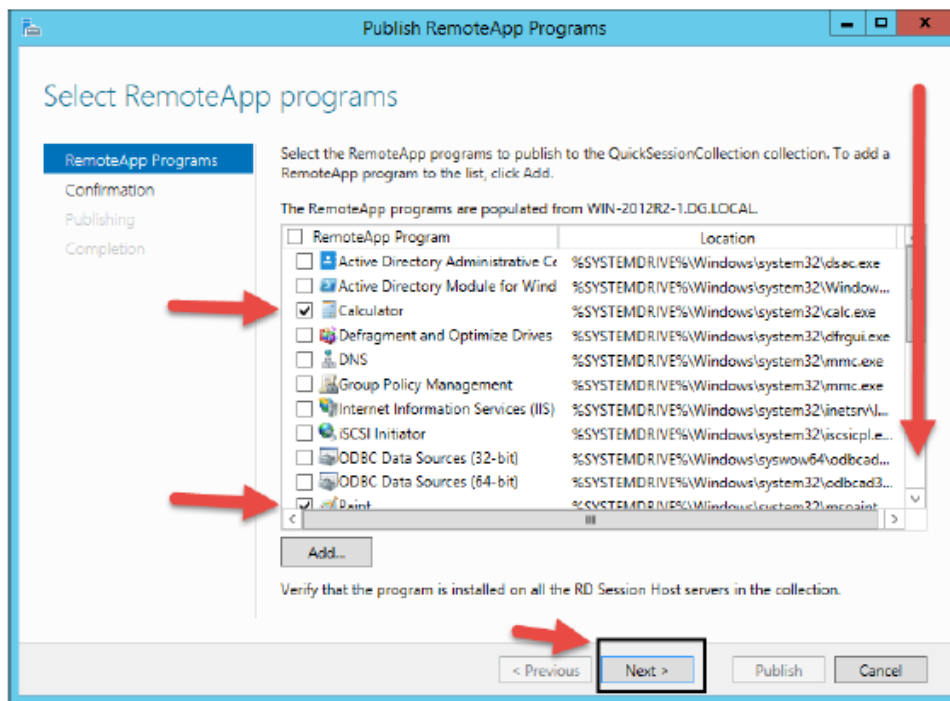 Publish RemoteApp Programs
Select RemoteApp programs
RemoteApp Programs
Confirmation
Publishing
Completion
Select the RemoteApp programs to publish to the QuickSessionCollection collection. To add a
RemoteApp program to the list, click Add.
The RemoteApp programs are populated from WIN-2012R2-1.DG.LOCAL.
RemoteApp Program Location
Active Directory Administrative Ce %SYSTEMDRIVE%\Windows\system32\dsac.exe
Active Directory Module for Wind %SYSTEMDRIVE%\Windows\system32\Window...
Calculator %SYSTEMDRIVE%\Windows\system32\calc.exe
Defragment and Optimize Drives %SYSTEMDRIVE%\Windows\system32\dfrgui.exe
DNS %SYSTEMDRIVE%\Windows\system32\mmc.exe
Group Policy Management %SYSTEMDRIVE%\Windows\system32\mmc.exe
Internet Information Services (IIS) %SYSTEMDRIVE%\Windows\system32\inetsrv\I...
iSCSI Initiator %SYSTEMDRIVE%\Windows\system32\iscsicpl.e...
ODBC Data Sources (32-bit) %SYSTEMDRIVE%\Windows\syswow64\odbcad...
ODBC Data Sources (64-bit) %SYSTEMDRIVE%\Windows\system32\odbcad3...
Paint %SYSTEMDRIVE%\Windows\system32\mspaint
Add...
Verify that the program is installed on all the RD Session Host servers in the collection.
< Previous Next > Publish Cancel